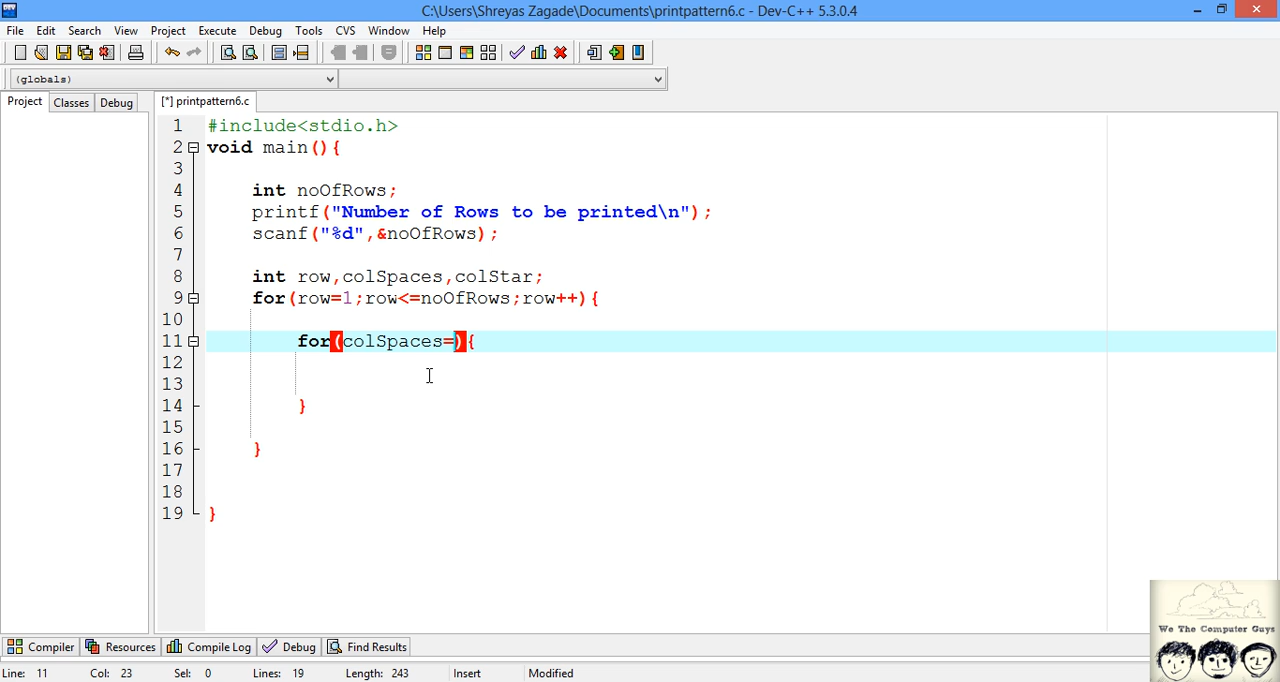 C:\Users\Shreyas Zagade\Documents\printpattern6.c - Dev-C++ 5.3.0.4
File Edit Search View Project Execute Debug Tools CVS Window Help
(globals)
Project Classes Debug [*] printpattern6.c
1 #include<stdio.h>
2 void main(){
3
4 int noOfRows;
5 printf("Number of Rows to be printed\n");
6 scanf("%d",&noOfRows);
7
8 int row,colSpaces,colStar;
9 for(row=1;row<=noOfRows;row++){
10
11 for(colSpaces=){
12
13
14 }
15
16 }
17
18
19 }
We The Computer Guys
Compiler Resources Compile Log Debug Find Results
Line: 11 Col: 23 Sel: 0 Lines: 19 Length: 243 Insert Modified